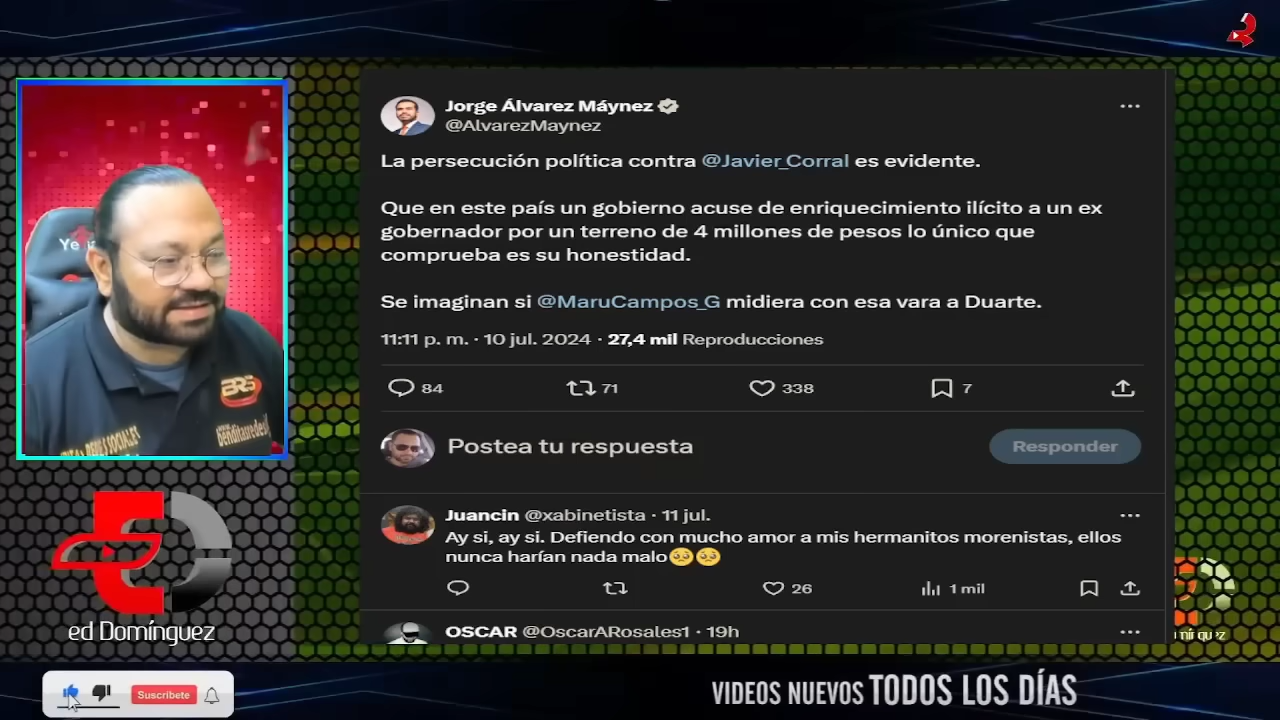 Jorge Álvarez Máynez
@AlvarezMaynez
La persecución política contra @Javier_Corral es evidente.
Que en este país un gobierno acuse de enriquecimiento ilícito a un ex
gobernador por un terreno de 4 millones de pesos lo único que
comprueba es su honestidad.
Se imaginan si @MaruCampos_G midiera con esa vara a Duarte.
11:11 p. m. · 10 jul. 2024 · 27,4 mil Reproducciones
84 71 338 7
Postea tu respuesta
Responder
Juancin @xabinetista · 11 jul.
Ay si, ay si. Defiendo con mucho amor a mis hermanitos morenistas, ellos
nunca harían nada malo🥺🥺
26 1 mil
OSCAR @OscarARosales1 · 19h
Ye
BRS
benditasredes
REDES SOCIALES
ed Domínguez
Suscríbete
VIDEOS NUEVOS TODOS LOS DÍAS